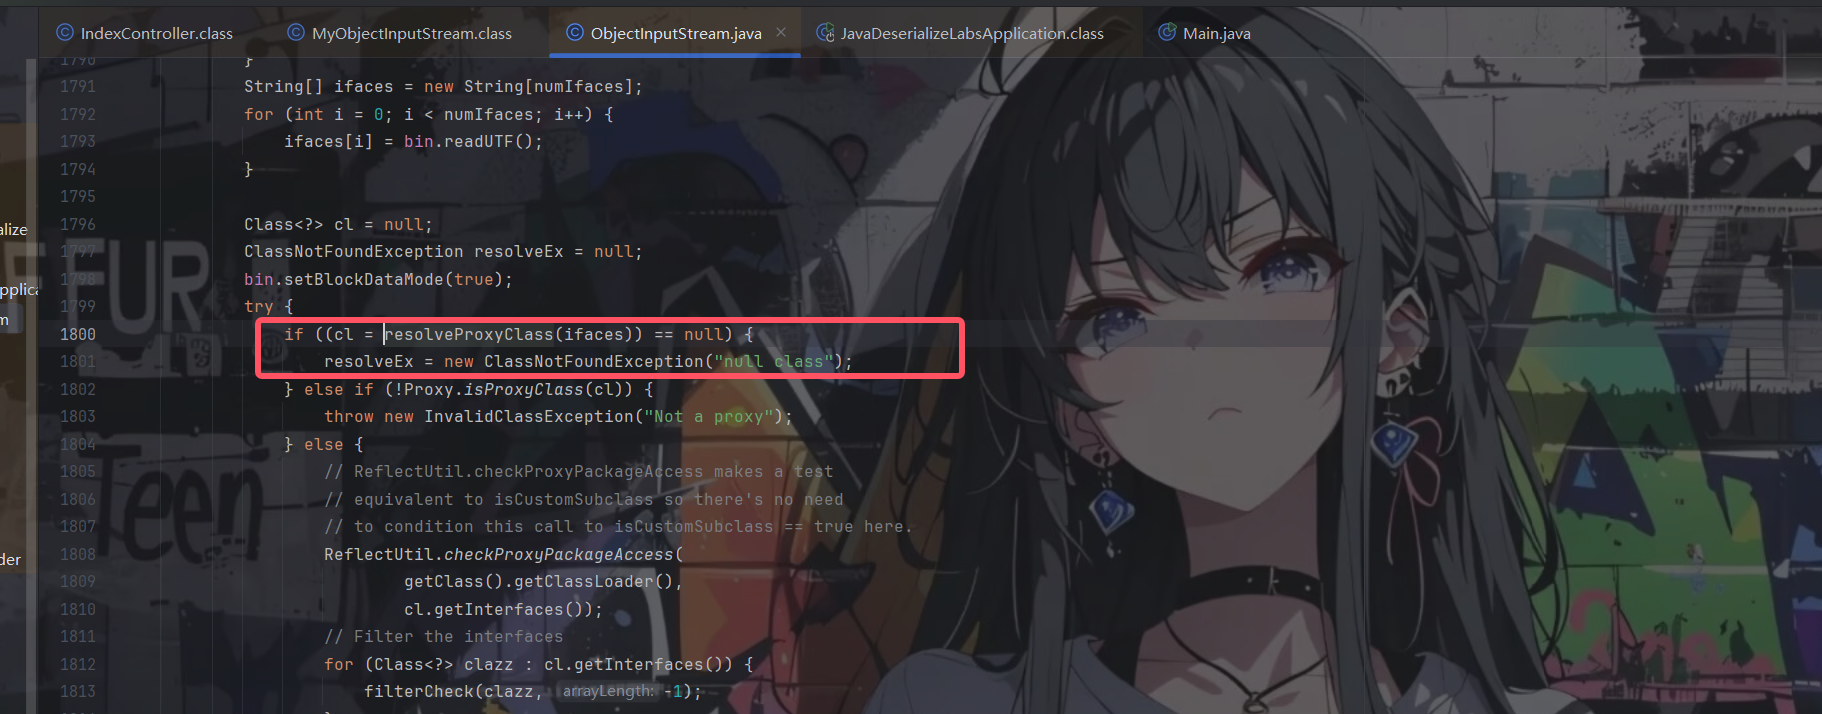 IndexController.class
MyObjectInputStream.class
ObjectInputStream.java
JavaDeserializeLabsApplication.class
Main.java
1790 }
1791 String[] ifaces = new String[numIfaces];
1792 for (int i = 0; i < numIfaces; i++) {
1793 ifaces[i] = bin.readUTF();
1794 }
1795
1796 Class<?> cl = null;
1797 ClassNotFoundException resolveEx = null;
1798 bin.setBlockDataMode(true);
1799 try {
1800 if ((cl = resolveProxyClass(ifaces)) == null) {
1801 resolveEx = new ClassNotFoundException("null class");
1802 } else if (!Proxy.isProxyClass(cl)) {
1803 throw new InvalidClassException("Not a proxy");
1804 } else {
1805 // ReflectUtil.checkProxyPackageAccess makes a test
1806 // equivalent to isCustomSubclass so there's no need
1807 // to condition this call to isCustomSubclass == true here.
1808 ReflectUtil.checkProxyPackageAccess(
1809 getClass().getClassLoader(),
1810 cl.getInterfaces());
1811 // Filter the interfaces
1812 for (Class<?> clazz : cl.getInterfaces()) {
1813 filterCheck(clazz, arrayLength: -1);
alize
pplica
m
der
FUR
Teen